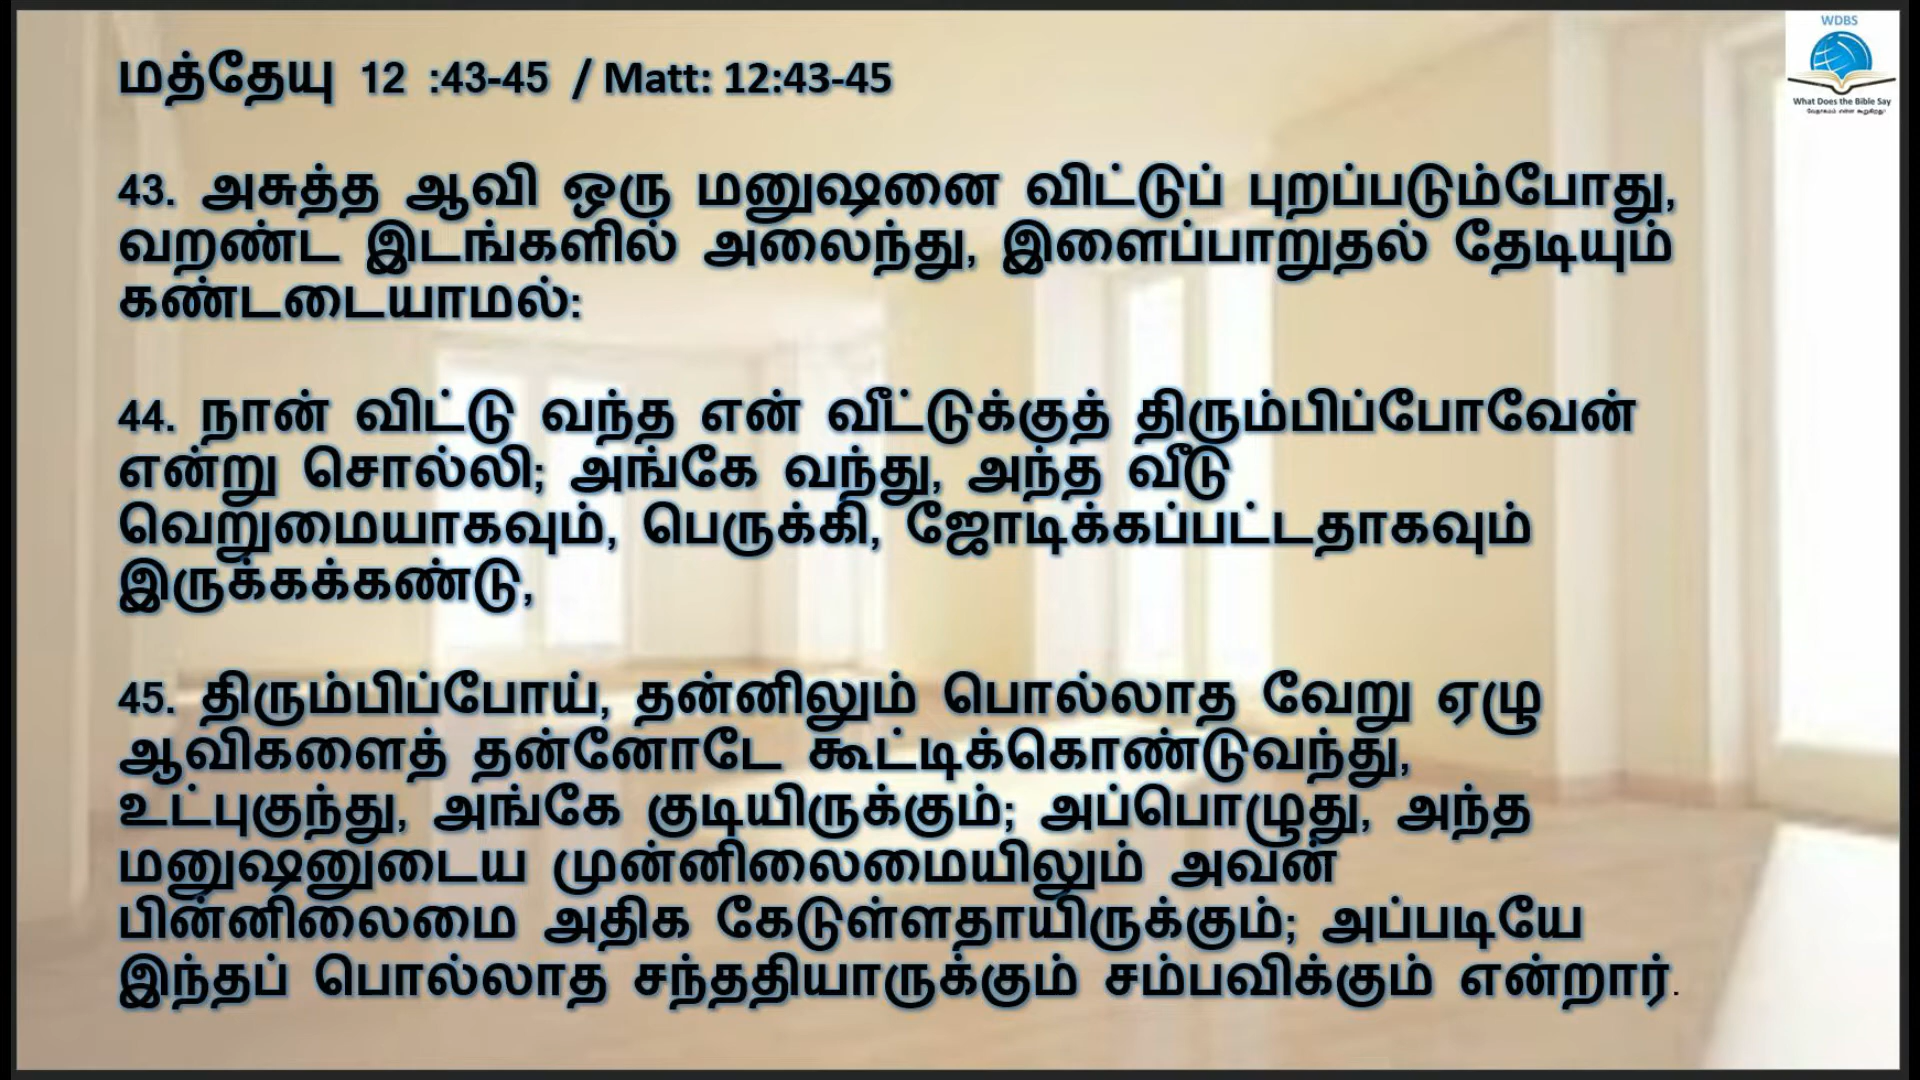 WDBS
What Does the Bible Say
வேதாகமம் என்ன கூறுகிறது?
மத்தேயு 12 :43-45 / Matt: 12:43-45
43. அசுத்த ஆவி ஒரு மனுஷனை விட்டுப் புறப்படும்போது,
வறண்ட இடங்களில் அலைந்து, இளைப்பாறுதல் தேடியும்
கண்டடையாமல்:
44. நான் விட்டு வந்த என் வீட்டுக்குத் திரும்பிப்போவேன்
என்று சொல்லி; அங்கே வந்து, அந்த வீடு
வெறுமையாகவும், பெருக்கி, ஜோடிக்கப்பட்டதாகவும்
இருக்கக்கண்டு,
45. திரும்பிப்போய், தன்னிலும் பொல்லாத வேறு ஏழு
ஆவிகளைத் தன்னோடே கூட்டிக்கொண்டுவந்து,
உட்புகுந்து, அங்கே குடியிருக்கும்; அப்பொழுது, அந்த
மனுஷனுடைய முன்னிலைமையிலும் அவன்
பின்னிலைமை அதிக கேடுள்ளதாயிருக்கும்; அப்படியே
இந்தப் பொல்லாத சந்ததியாருக்கும் சம்பவிக்கும் என்றார்.